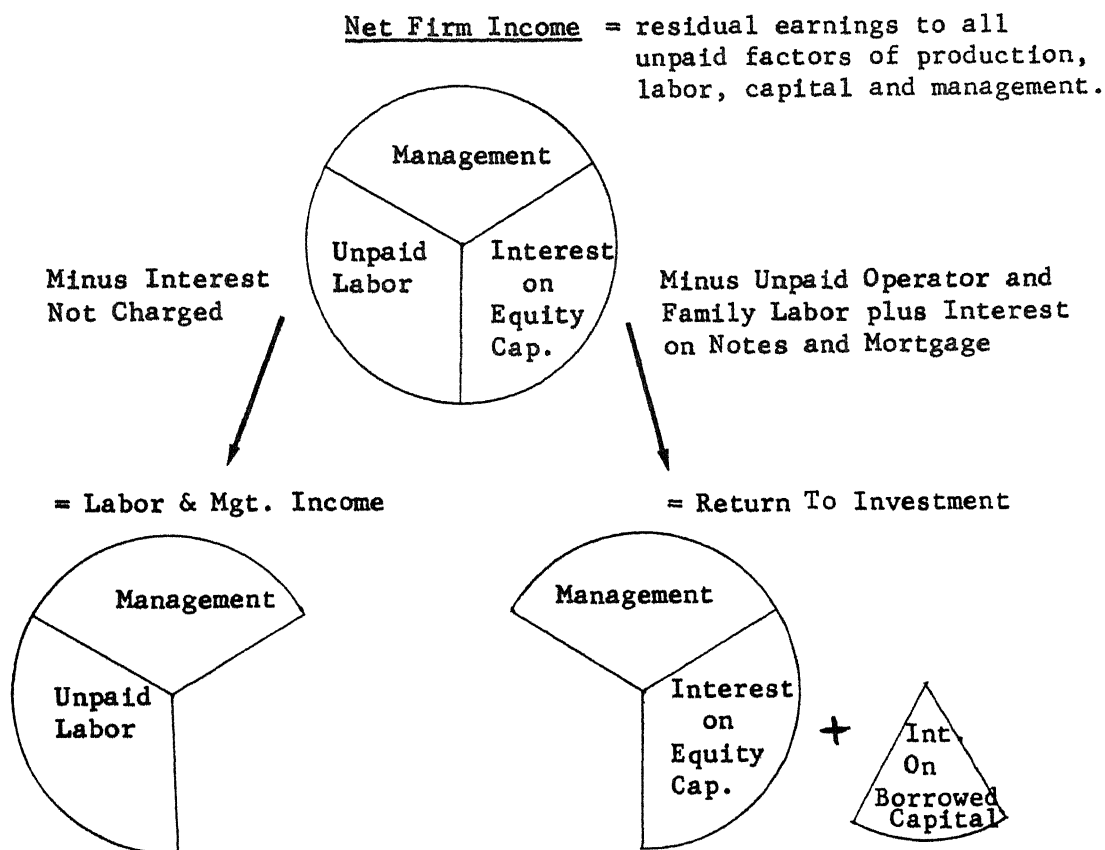 Net Firm Income = residual earnings to all
unpaid factors of production,
labor, capital and management.
Management
Unpaid
Labor
Interest
on
Equity
Cap.
Minus Interest
Not Charged
Minus Unpaid Operator and
Family Labor plus Interest
on Notes and Mortgage
= Labor & Mgt. Income
= Return To Investment
Management
Unpaid
Labor
Management
Interest
on
Equity
Cap.
+
Int.
On
Borrowed
Capital